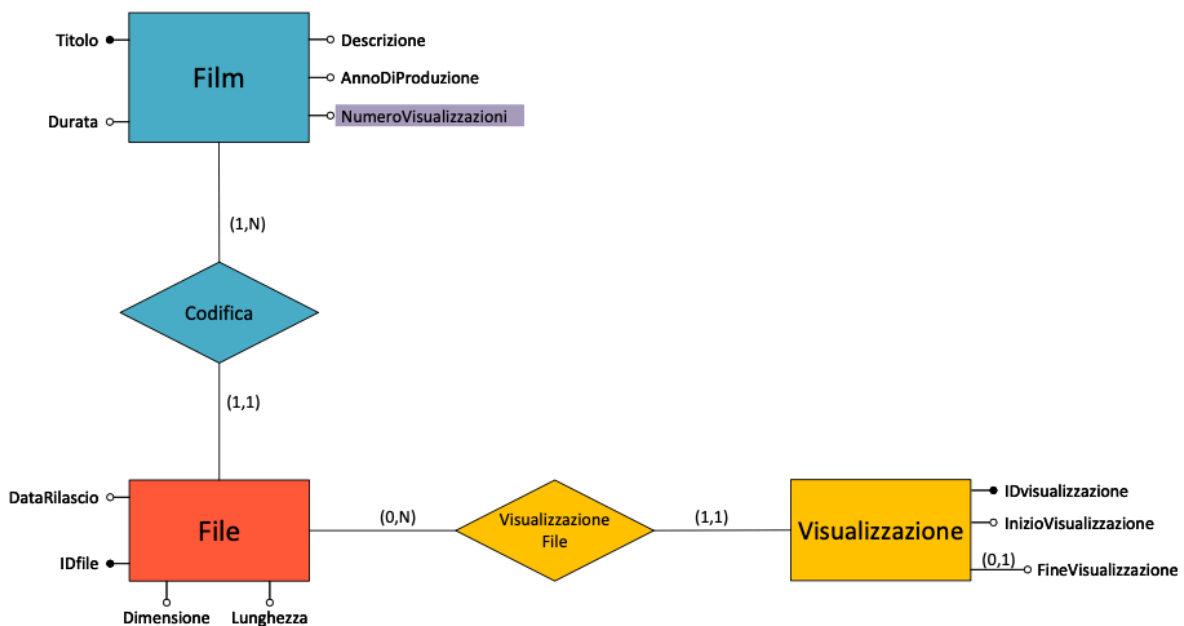 Titolo
Film
Descrizione
AnnoDiProduzione
NumeroVisualizzazioni
Durata
(1,N)
Codifica
(1,1)
DataRilascio
File
IDfile
Dimensione
Lunghezza
(0,N)
Visualizzazione
File
(1,1)
Visualizzazione
IDvisualizzazione
InizioVisualizzazione
(0,1)
FineVisualizzazione